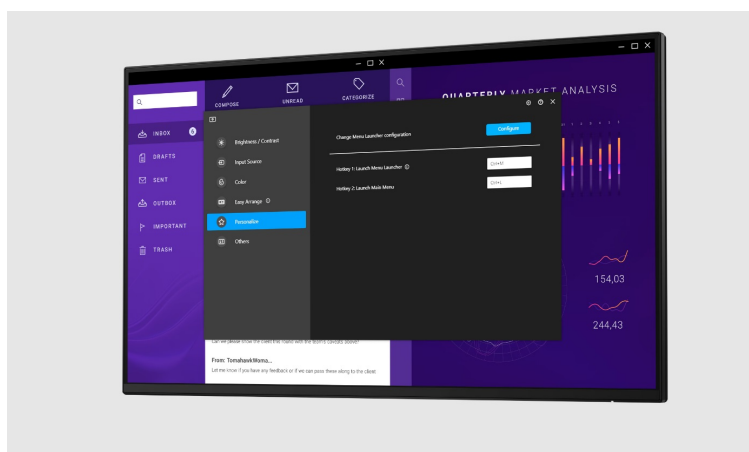 COMPOSE
UNREAD
CATEGORIZE
INBOX
DRAFTS
SENT
OUTBOX
IMPORTANT
TRASH
Brightness / Contrast
Input Source
Color
Easy Arrange
Personalize
Others
Change Menu Launcher configuration
Configure
Hotkey 1: Launch Menu Launcher
Ctrl+M
Hotkey 2: Launch Main Menu
Ctrl+L
MARKET ANALYSIS
154,03
244,43
From: TomahawkWoma...
Let me know if you have any feedback or if we can pass these along to the client